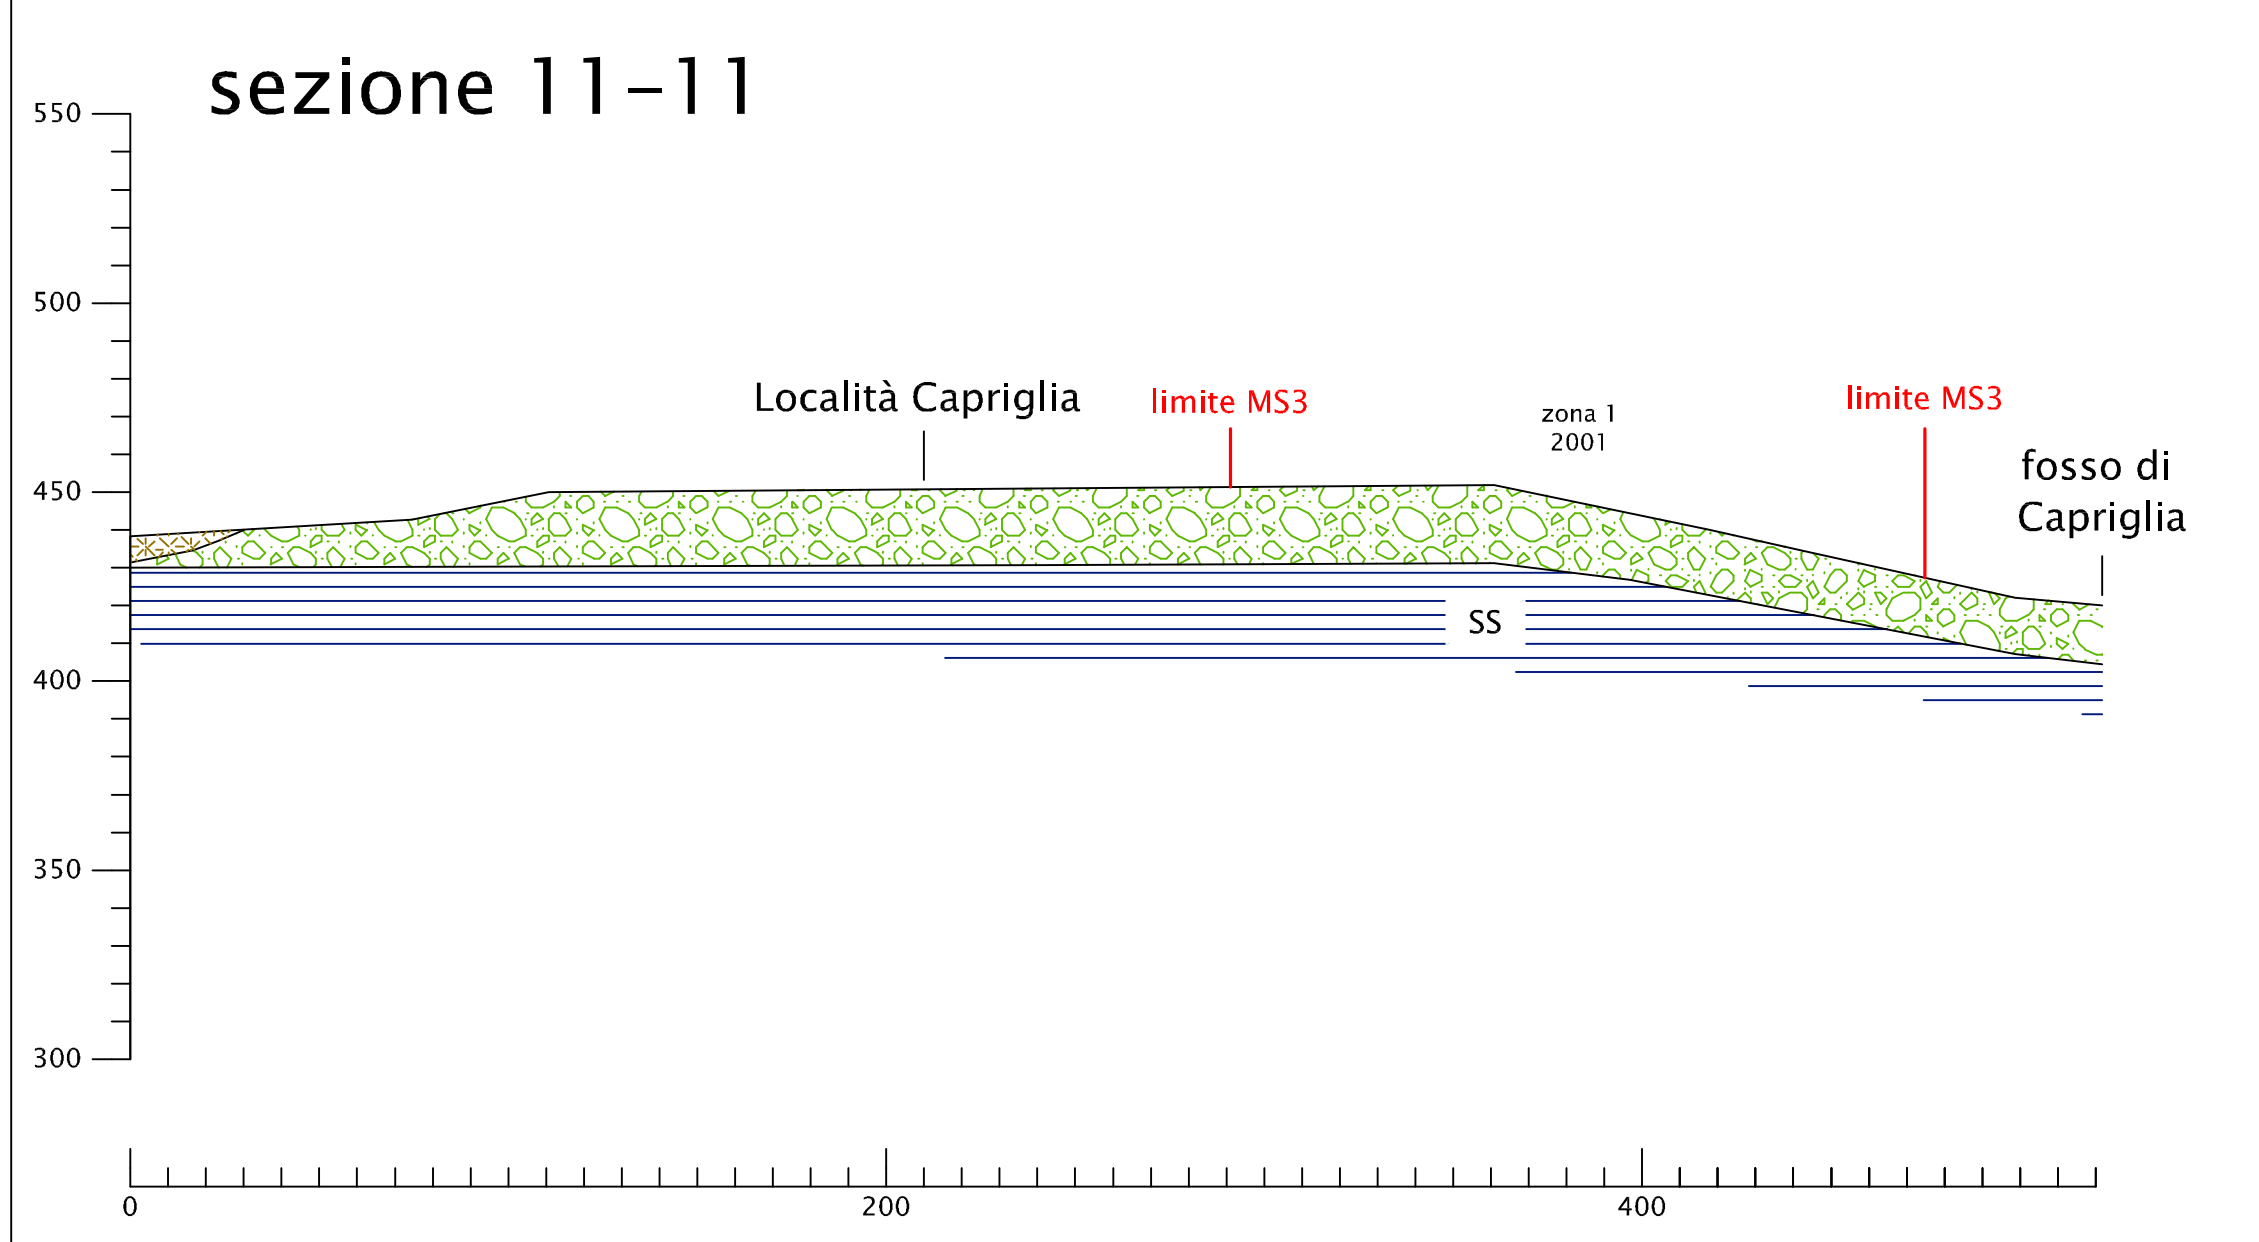 sezione 11-11
550
500
450
400
350
300
Località Capriglia
limite MS3
zona 1
2001
limite MS3
fosso di
Capriglia
SS
0
200
400